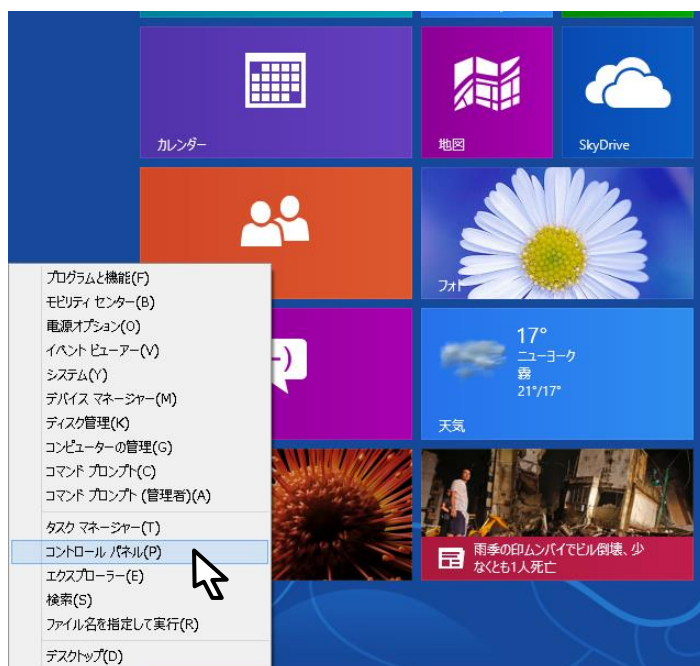 カレンダー
地図
SkyDrive
フォト
17°
ニューヨーク
霧
21°/17°
天気
雨季の印ムンバイでビル倒壊、少
なくとも1人死亡
プログラムと機能(F)
モビリティ センター(B)
電源オプション(O)
イベント ビューアー(V)
システム(Y)
デバイス マネージャー(M)
ディスク管理(K)
コンピューターの管理(G)
コマンド プロンプト(C)
コマンド プロンプト (管理者)(A)
タスク マネージャー(T)
コントロール パネル(P)
エクスプローラー(E)
検索(S)
ファイル名を指定して実行(R)
デスクトップ(D)